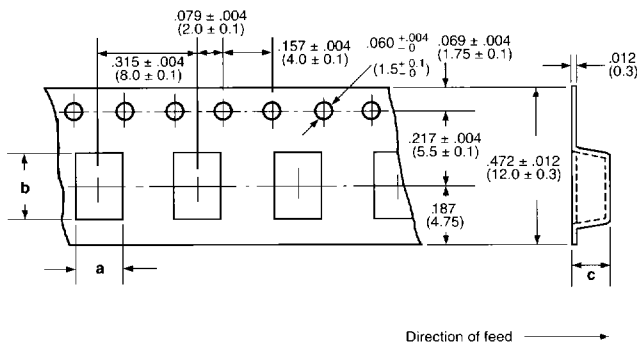 .079 ± .004
(2.0 ± 0.1)
.315 ± .004
(8.0 ± 0.1)
.157 ± .004
(4.0 ± 0.1)
.060 +.004 −0
(1.5 +0.1 −0)
.069 ± .004
(1.75 ± 0.1)
.012
(0.3)
.217 ± .004
(5.5 ± 0.1)
.472 ± .012
(12.0 ± 0.3)
.187
(4.75)
b
a
c
Direction of feed